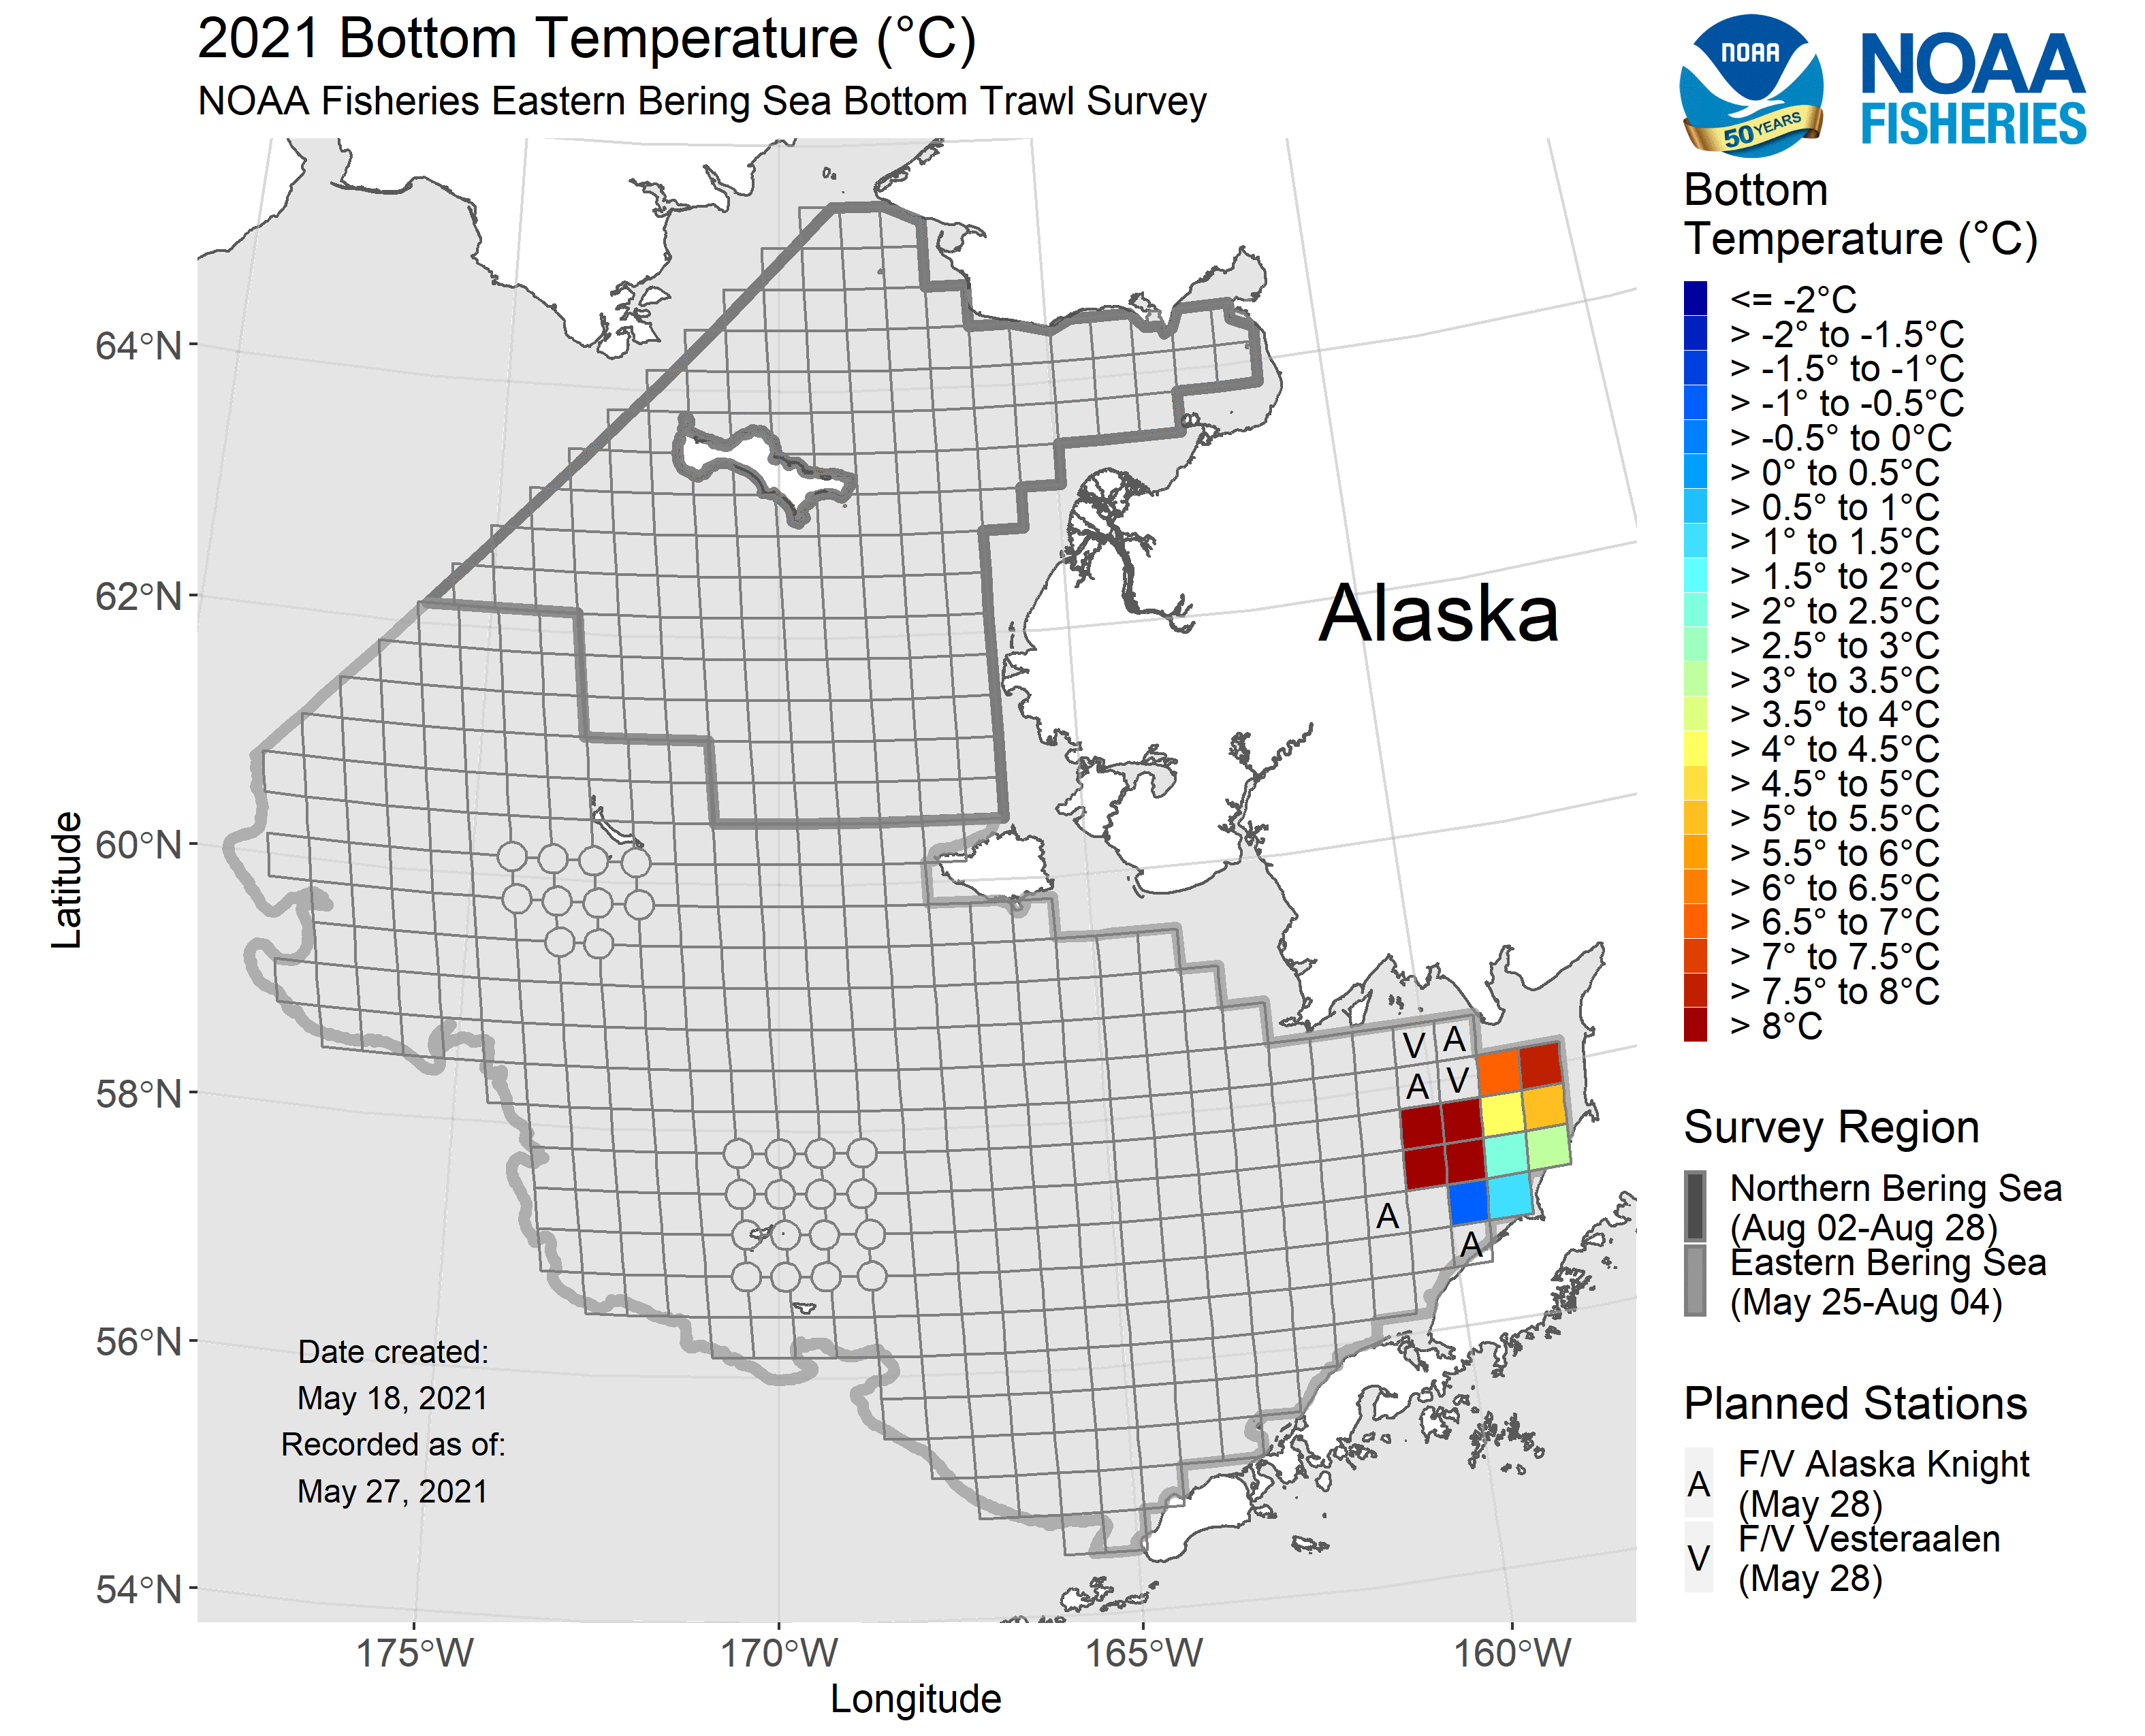 2021 Bottom Temperature (°C)
NOAA Fisheries Eastern Bering Sea Bottom Trawl Survey
NOAA
50 YEARS
NOAA
FISHERIES
Bottom
Temperature (°C)
<= -2°C
> -2° to -1.5°C
> -1.5° to -1°C
> -1° to -0.5°C
> -0.5° to 0°C
> 0° to 0.5°C
> 0.5° to 1°C
> 1° to 1.5°C
> 1.5° to 2°C
> 2° to 2.5°C
> 2.5° to 3°C
> 3° to 3.5°C
> 3.5° to 4°C
> 4° to 4.5°C
> 4.5° to 5°C
> 5° to 5.5°C
> 5.5° to 6°C
> 6° to 6.5°C
> 6.5° to 7°C
> 7° to 7.5°C
> 7.5° to 8°C
> 8°C
Survey Region
Northern Bering Sea
(Aug 02-Aug 28)
Eastern Bering Sea
(May 25-Aug 04)
Planned Stations
A F/V Alaska Knight
(May 28)
V F/V Vesteraalen
(May 28)
Alaska
V A
A V
A
A
Date created:
May 18, 2021
Recorded as of:
May 27, 2021
Latitude
64°N
62°N
60°N
58°N
56°N
54°N
175°W 170°W 165°W 160°W
Longitude